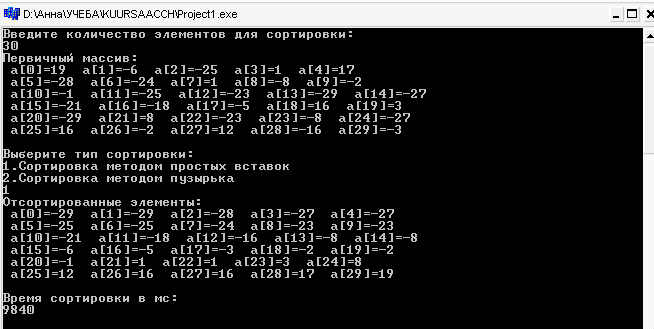 D:\Анна\УЧЕБА\KUURSAACCH\Project1.exe
Введите количество элементов для сортировки:
30
Первичный массив:
a[0]=19 a[1]=-6 a[2]=-25 a[3]=1 a[4]=17
a[5]=-28 a[6]=-24 a[7]=1 a[8]=-8 a[9]=-2
a[10]=-1 a[11]=-25 a[12]=-23 a[13]=-29 a[14]=-27
a[15]=-21 a[16]=-18 a[17]=-5 a[18]=16 a[19]=3
a[20]=-29 a[21]=8 a[22]=-23 a[23]=-8 a[24]=-27
a[25]=16 a[26]=-2 a[27]=12 a[28]=-16 a[29]=-3
Выберите тип сортировки:
1.Сортировка методом простых вставок
2.Сортировка методом пузырька
1
Отсортированные элементы:
a[0]=-29 a[1]=-29 a[2]=-28 a[3]=-27 a[4]=-27
a[5]=-25 a[6]=-25 a[7]=-24 a[8]=-23 a[9]=-23
a[10]=-21 a[11]=-18 a[12]=-16 a[13]=-8 a[14]=-8
a[15]=-6 a[16]=-5 a[17]=-3 a[18]=-2 a[19]=-2
a[20]=-1 a[21]=1 a[22]=1 a[23]=3 a[24]=8
a[25]=12 a[26]=16 a[27]=16 a[28]=17 a[29]=19
Время сортировки в мс:
9840